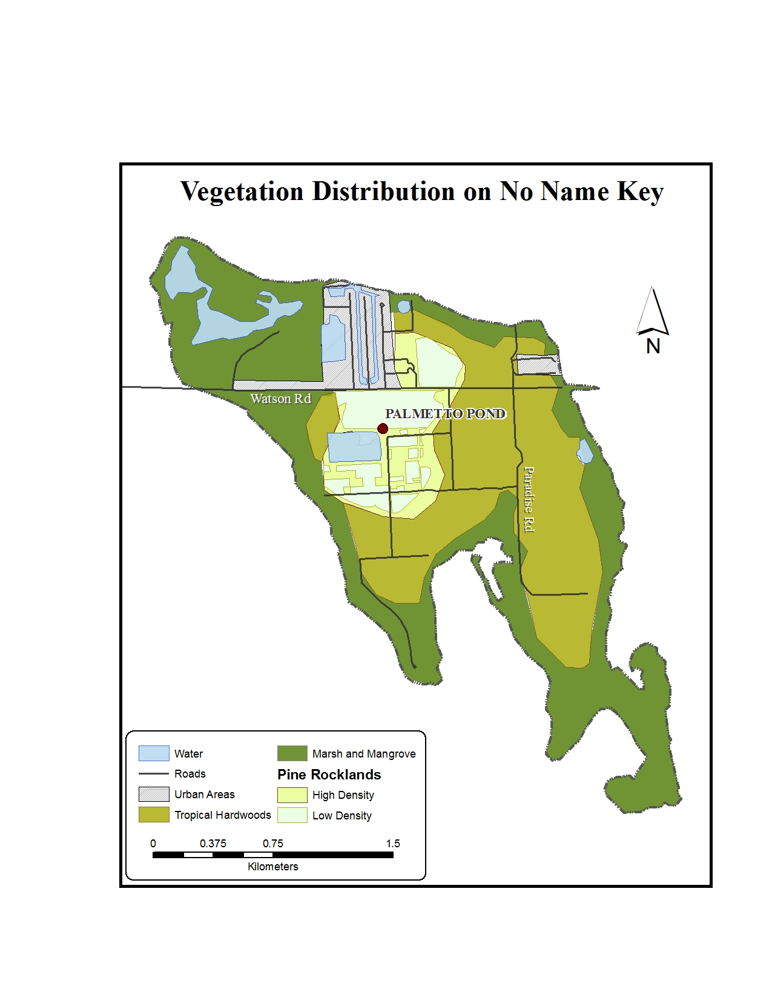 Vegetation Distribution on No Name Key
N
Watson Rd
PALMETTO POND
Paradise Rd
Water
Roads
Urban Areas
Tropical Hardwoods
Marsh and Mangrove
Pine Rocklands
High Density
Low Density
0 0.375 0.75 1.5
Kilometers